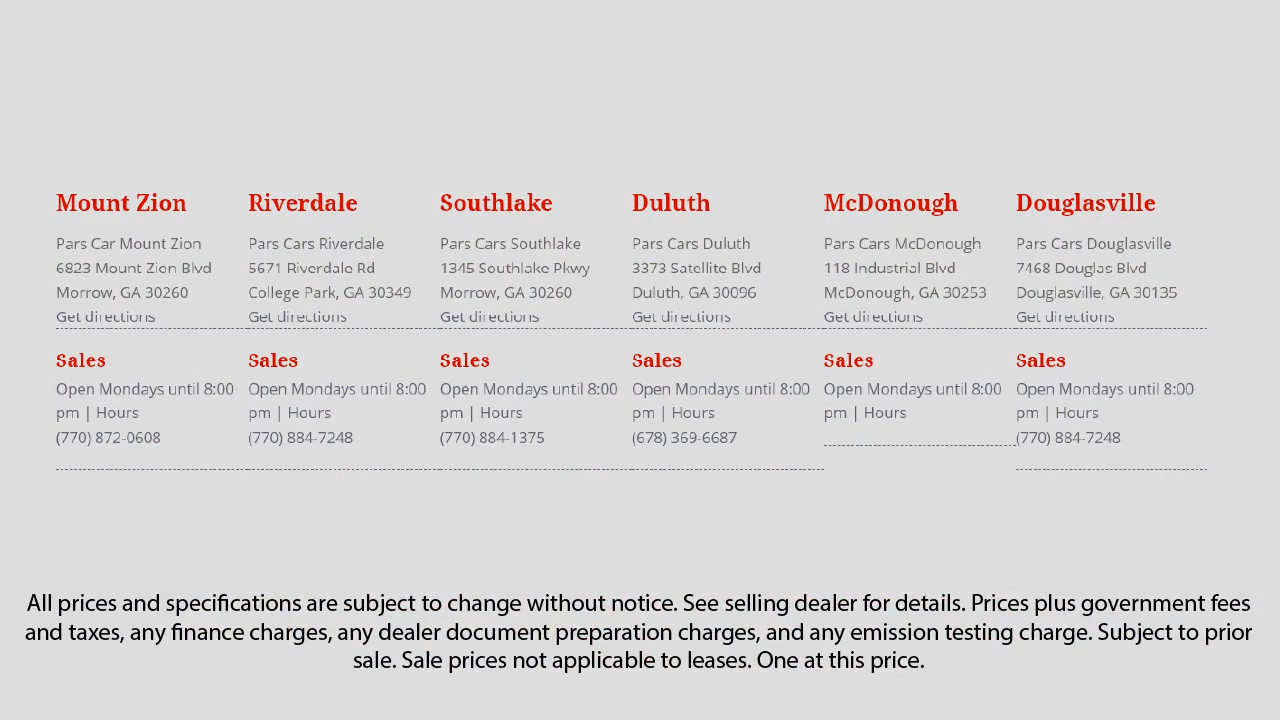 Mount Zion
Pars Car Mount Zion
6823 Mount Zion Blvd
Morrow, GA 30260
Get directions
Sales
Open Mondays until 8:00
pm | Hours
(770) 872-0608
Riverdale
Pars Cars Riverdale
5671 Riverdale Rd
College Park, GA 30349
Get directions
Sales
Open Mondays until 8:00
pm | Hours
(770) 884-7248
Southlake
Pars Cars Southlake
1345 Southlake Pkwy
Morrow, GA 30260
Get directions
Sales
Open Mondays until 8:00
pm | Hours
(770) 884-1375
Duluth
Pars Cars Duluth
3373 Satellite Blvd
Duluth, GA 30096
Get directions
Sales
Open Mondays until 8:00
pm | Hours
(678) 369-6687
McDonough
Pars Cars McDonough
118 Industrial Blvd
McDonough, GA 30253
Get directions
Sales
Open Mondays until 8:00
pm | Hours
Douglasville
Pars Cars Douglasville
7468 Douglas Blvd
Douglasville, GA 30135
Get directions
Sales
Open Mondays until 8:00
pm | Hours
(770) 884-7248
All prices and specifications are subject to change without notice. See selling dealer for details. Prices plus government fees
and taxes, any finance charges, any dealer document preparation charges, and any emission testing charge. Subject to prior
sale. Sale prices not applicable to leases. One at this price.